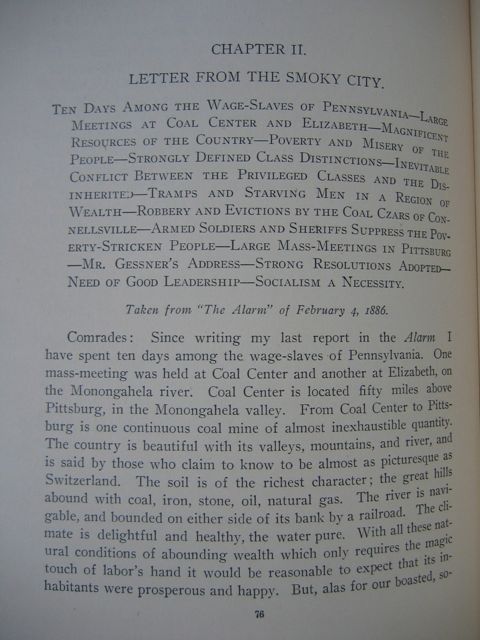 CHAPTER II.
LETTER FROM THE SMOKY CITY.
Ten Days Among the Wage-Slaves of Pennsylvania—Large
Meetings at Coal Center and Elizabeth—Magnificent
Resources of the Country—Poverty and Misery of the
People—Strongly Defined Class Distinctions—Inevitable
Conflict Between the Privileged Classes and the Dis-
inherited—Tramps and Starving Men in a Region of
Wealth—Robbery and Evictions by the Coal Czars of Con-
nellsville—Armed Soldiers and Sheriffs Suppress the Pov-
erty-Stricken People—Large Mass-Meetings in Pittsburg
—Mr. Gessner's Address—Strong Resolutions Adopted—
Need of Good Leadership—Socialism a Necessity.
Taken from "The Alarm" of February 4, 1886.
Comrades: Since writing my last report in the Alarm I
have spent ten days among the wage-slaves of Pennsylvania. One
mass-meeting was held at Coal Center and another at Elizabeth, on
the Monongahela river. Coal Center is located fifty miles above
Pittsburg, in the Monongahela valley. From Coal Center to Pitts-
burg is one continuous coal mine of almost inexhaustible quantity.
The country is beautiful with its valleys, mountains, and river, and
is said by those who claim to know to be almost as picturesque as
Switzerland. The soil is of the richest character; the great hills
abound with coal, iron, stone, oil, natural gas. The river is navi-
gable, and bounded on either side of its bank by a railroad. The cli-
mate is delightful and healthy, the water pure. With all these nat-
ural conditions of abounding wealth which only requires the magic
touch of labor's hand it would be reasonable to expect that its in-
habitants were prosperous and happy. But, alas for our boasted, so-
76